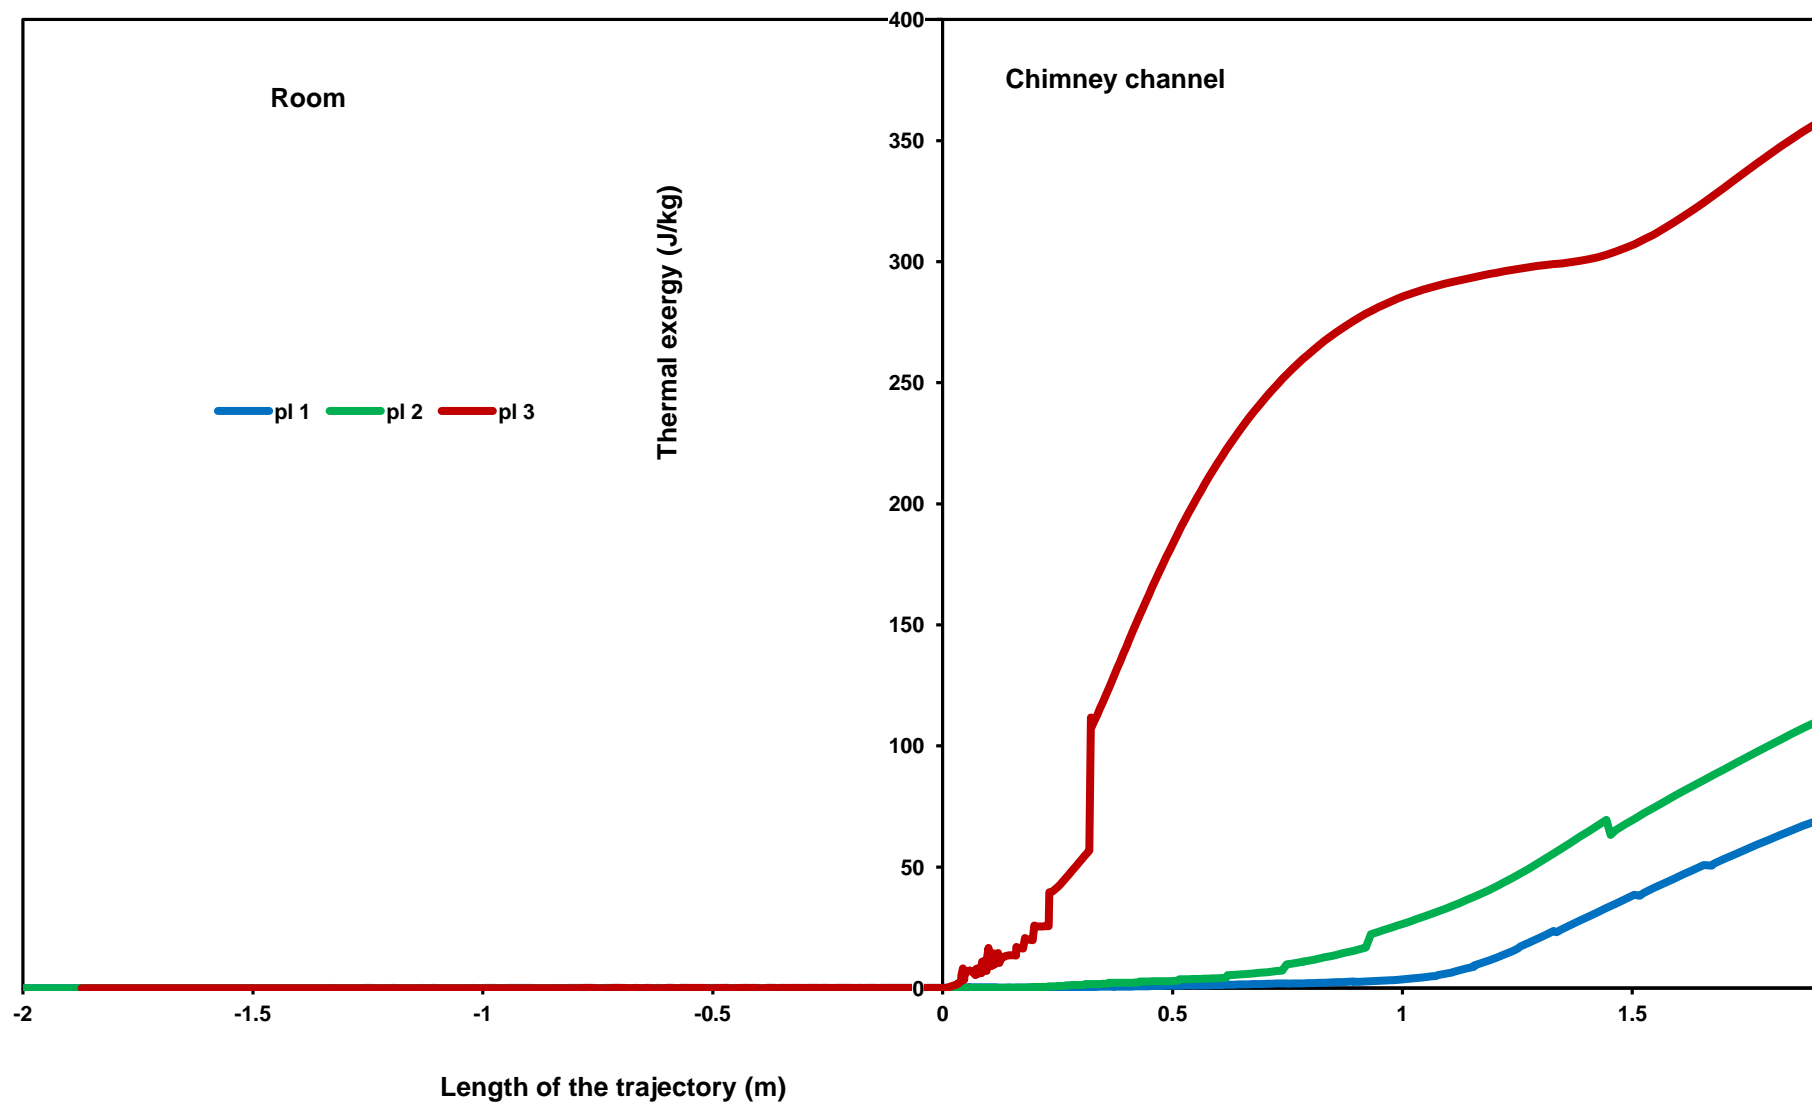 400
Chimney channel
Room
350
Thermal exergy (J/kg)
300
250
pl 1 pl 2 pl 3
200
150
100
50
0
-2 -1.5 -1 -0.5 0 0.5 1 1.5
Length of the trajectory (m)